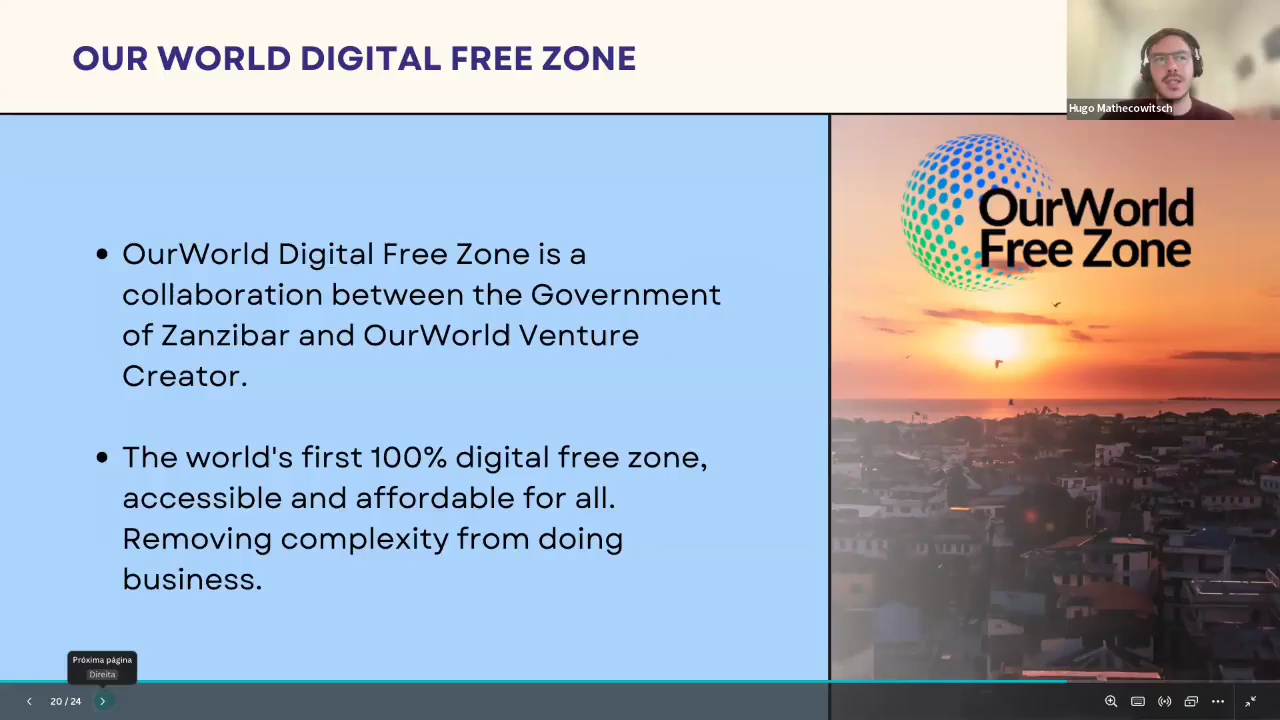 OUR WORLD DIGITAL FREE ZONE
Hugo Mathecowitsch
OurWorld
Free Zone
• OurWorld Digital Free Zone is a
collaboration between the Government
of Zanzibar and OurWorld Venture
Creator.
• The world's first 100% digital free zone,
accessible and affordable for all.
Removing complexity from doing
business.
Próxima página
Direita
20 / 24